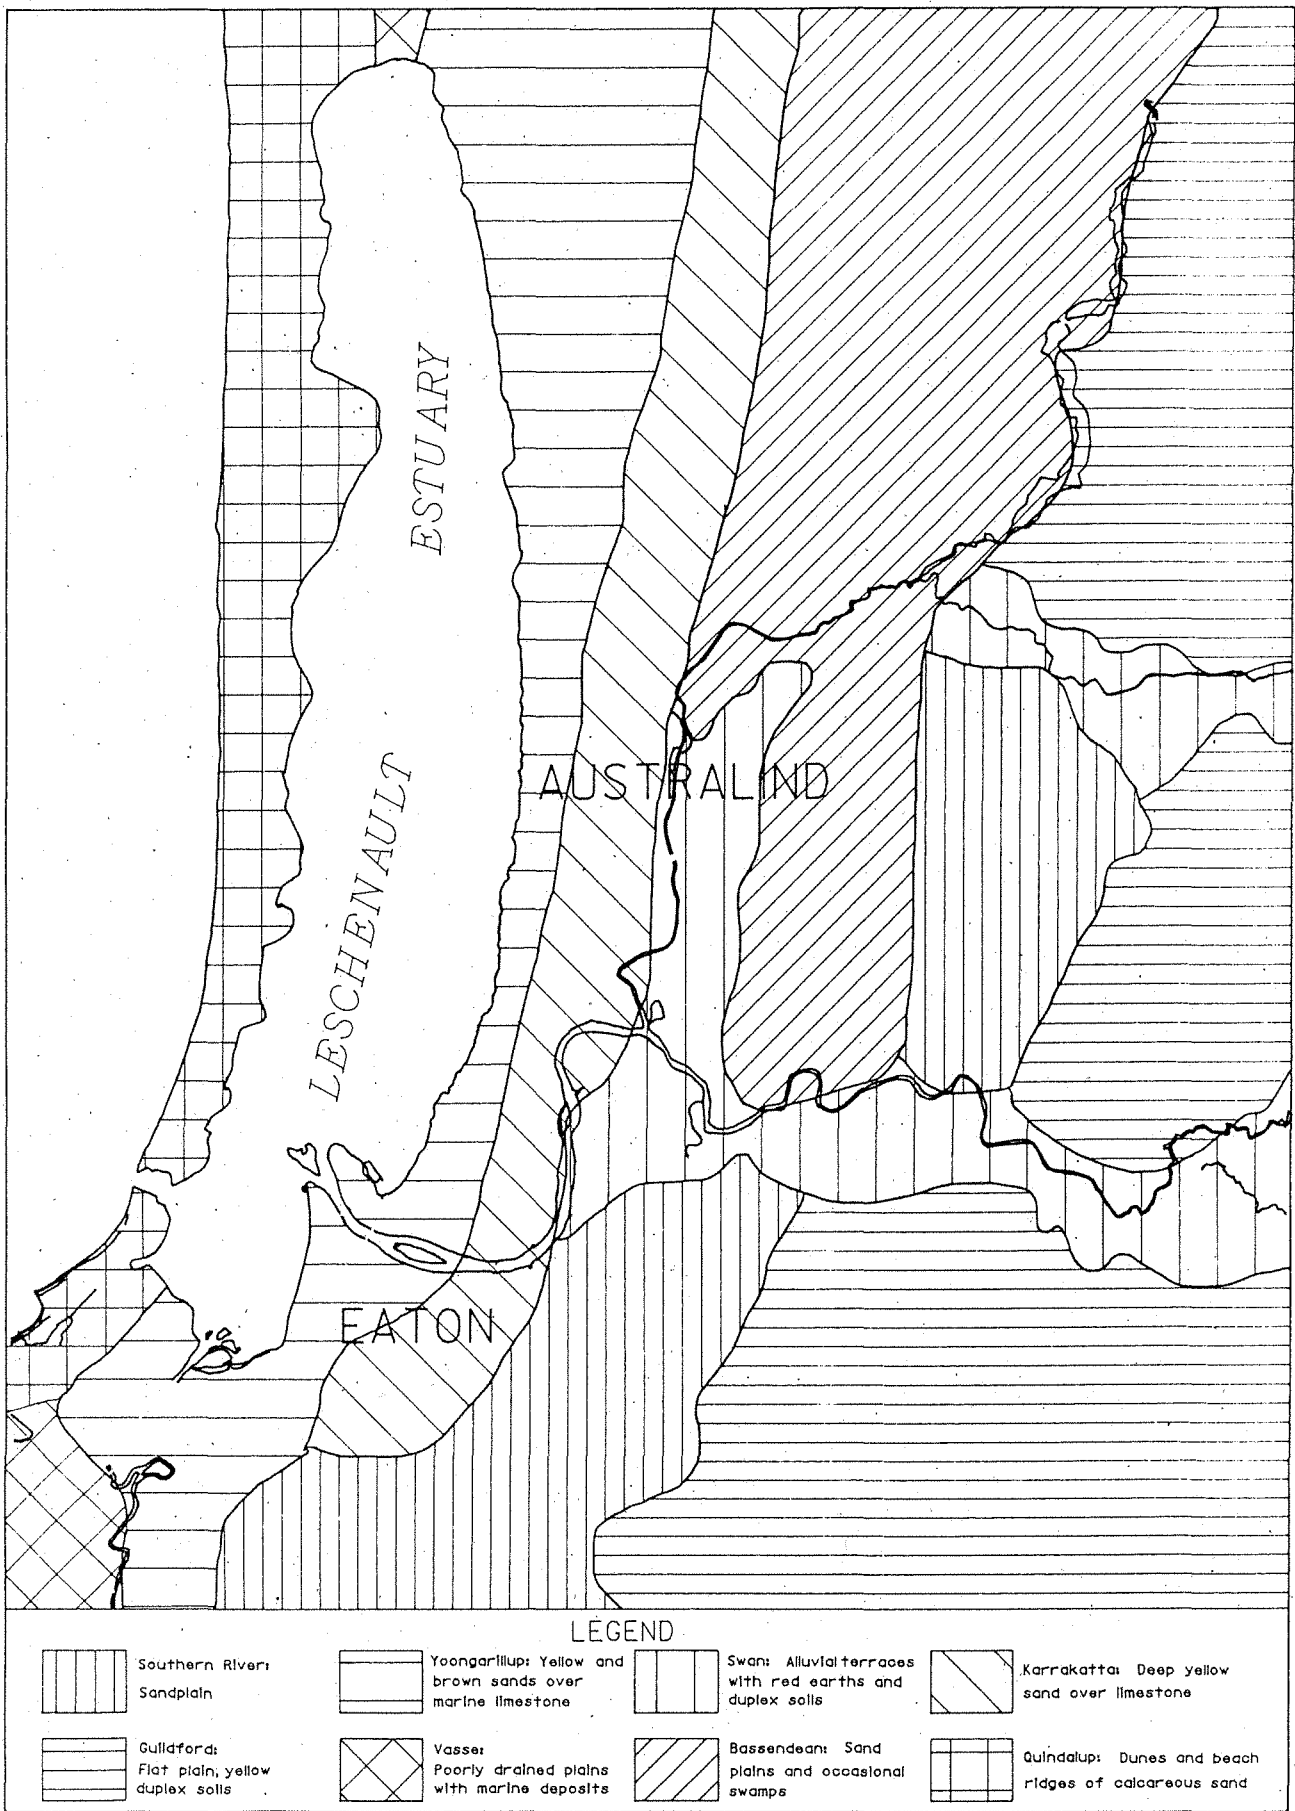 ESTUARY
LESCHENAULT
AUSTRALIND
EATON
LEGEND
Southern River:
Sandplain
Yoongarillup: Yellow and
brown sands over
marine limestone
Swan: Alluvial terraces
with red earths and
duplex soils
Karrakatta: Deep yellow
sand over limestone
Guildford:
Flat plain, yellow
duplex soils
Vasse:
Poorly drained plains
with marine deposits
Bassendean: Sand
plains and occasional
swamps
Quindalup: Dunes and beach
ridges of calcareous sand